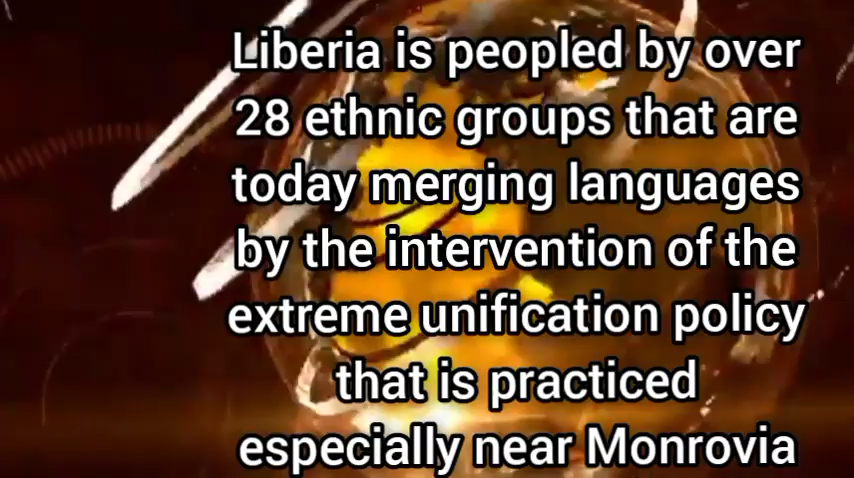 Liberia is peopled by over
28 ethnic groups that are
today merging languages
by the intervention of the
extreme unification policy
that is practiced
especially near Monrovia